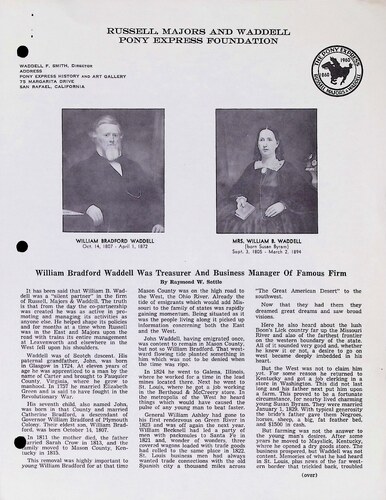 RUSSELL, MAJORS AND WADDELL
PONY EXPRESS FOUNDATION
WADDELL F. SMITH, Director
ADDRESS
PONY EXPRESS HISTORY AND ART GALLERY
75 MARGARITA DRIVE
SAN RAFAEL, CALIFORNIA
THE PONY EXPRESS
1860
1960
RUSSELL, MAJORS & WADDELL
WILLIAM BRADFORD WADDELL
Oct. 14, 1807 - April 1, 1872
MRS. WILLIAM B. WADDELL
(born Susan Byram)
Sept. 3, 1805 - March 2, 1894
William Bradford Waddell Was Treasurer And Business Manager Of Famous Firm
By Raymond W. Settle
It has been said that William B. Wad-
dell was a "silent partner" in the firm
of Russell, Majors & Waddell. The truth
is that from the day the co-partnership
was created he was as active in pro-
moting and managing its activities as
anyone else. He helped shape its policies
and for months at a time when Russell
was in the East and Majors upon the
road with trains its entire management
at Leavenworth and elsewhere in the
West fell upon his shoulders.
Waddell was of Scotch descent. His
paternal grandfather, John, was born
in Glasgow in 1724. At eleven years of
age he was apprenticed to a man by the
name of Carter and brought to Fauquier
County, Virginia, where he grew to
manhood. In 1757 he married Elizabeth
Green and is said to have fought in the
Revolutionary War.
His seventh child, also named John,
was born in that County and married
Catherine Bradford, a descendant of
Governor William Bradford of Plymouth
Colony. Their eldest son, William Brad-
ford, was born October 14, 1807.
In 1811 the mother died, the father
married Sarah Crow in 1813, and the
family moved to Mason County, Ken-
tucky in 1815.
This removal was highly important to
young William Bradford for at that time
Mason County was on the high road to
the West, the Ohio River. Already the
tide of emigrants which would add Mis-
souri to the family of states was rapidly
gaining momentum. Being situated as it
was the people living along it picked up
information concerning both the East
and the West.
John Waddell, having emigrated once,
was content to remain in Mason County,
but not so William Bradford. That west-
ward flowing tide planted something in
him which was not to be denied when
the time was ripe.
In 1824 he went to Galena, Illinois,
where he worked for a time in the lead
mines located there. Next he went to
St. Louis, where he got a job working
in the Berthoud & McCreery store. In
the metropolis of the West he heard
things which would have caused the
pulse of any young man to beat faster.
General William Ashley had gone to
his first rendezvous on Green River in
1823 and was off again the next year.
William Becknell had led a party of
men with packmules to Santa Fe in
1821 and, wonder of wonders, three
covered wagons loaded with trade goods
had rolled to the same place in 1822.
St. Louis business men had always
wanted trade connections with the old
Spanish city a thousand miles across
"The Great American Desert" to the
southwest.
Now that they had them they
dreamed great dreams and saw broad
visions.
Here he also heard about the lush
Boon's Lick country far up the Missouri
River, and also of the farthest frontier
on the western boundary of the state.
All of it sounded very good and, whether
he knew it or not, a desire to go on
west became deeply imbedded in his
heart.
But the West was not to claim him
yet. For some reason he returned to
Kentucky and got a job clerking in a
store in Washington. This did not last
long and his father next put him upon
a farm. This proved to be a fortunate
circumstance, for nearby lived charming
Susan Byram. They were married
January 1, 1829. With typical generosity
the bride's father gave them Negroes,
horses, sheep, a bed, fat feather bed,
and $1500 in cash.
But farming was not the answer to
the young man's desires. After some
years he moved to Mayslick, Kentucky,
where he opened a dry goods store. The
business prospered, but Waddell was not
content. Memories of what he had heard
in St. Louis, plus news of the far west-
ern border that trickled back, troubled
(over)